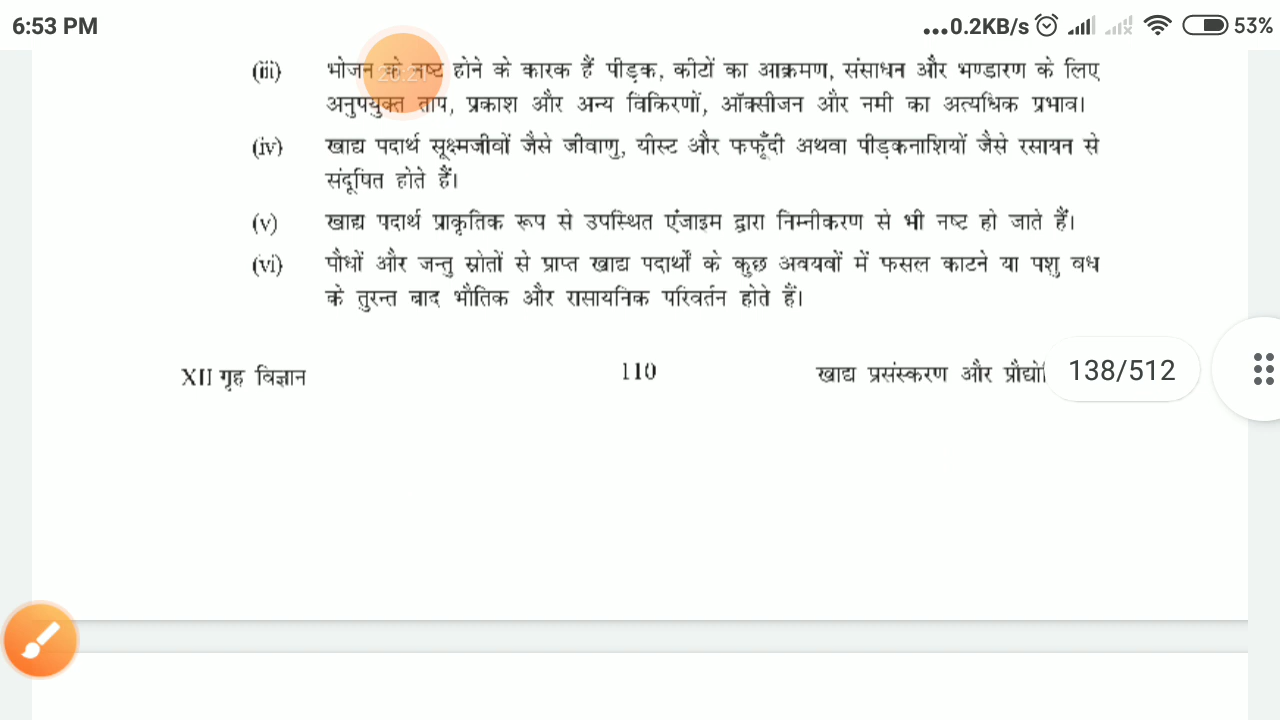 6:53 PM
...0.2KB/s 53%
(iii) भोजन के नष्ट होने के कारक हैं पीड़क, कीटों का आक्रमण, संसाधन और भण्डारण के लिए
अनुपयुक्त ताप, प्रकाश और अन्य विकिरणों, ऑक्सीजन और नमी का अत्यधिक प्रभाव।
(iv) खाद्य पदार्थ सूक्ष्मजीवों जैसे जीवाणु, यीस्ट और फफूँदी अथवा पीड़कनाशियों जैसे रसायन से
संदूषित होते हैं।
(v) खाद्य पदार्थ प्राकृतिक रूप से उपस्थित एंजाइम द्वारा निम्नीकरण से भी नष्ट हो जाते हैं।
(vi) पौधों और जन्तु स्रोतों से प्राप्त खाद्य पदार्थों के कुछ अवयवों में फसल काटने या पशु बध
के तुरन्त बाद भौतिक और रासायनिक परिवर्तन होते हैं।
XII गृह विज्ञान 110 खाद्य प्रसंस्करण और 138/512